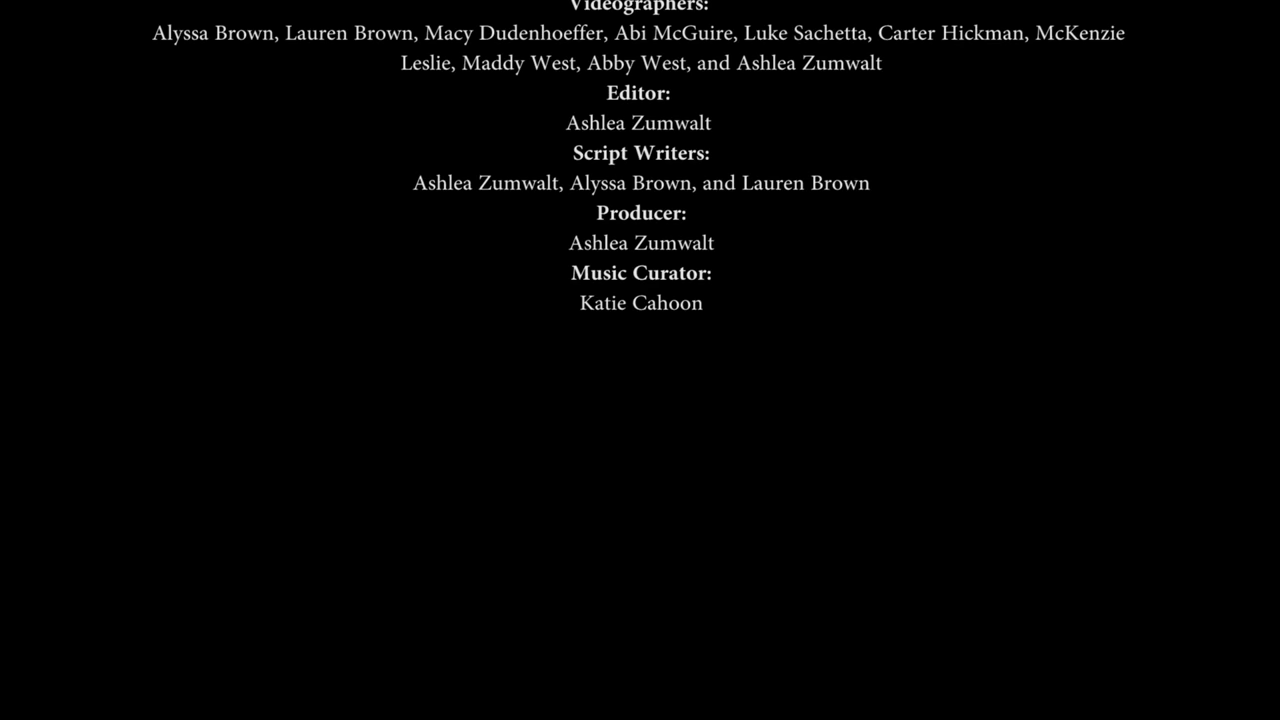 Videographers:
Alyssa Brown, Lauren Brown, Macy Dudenhoeffer, Abi McGuire, Luke Sachetta, Carter Hickman, McKenzie
Leslie, Maddy West, Abby West, and Ashlea Zumwalt
Editor:
Ashlea Zumwalt
Script Writers:
Ashlea Zumwalt, Alyssa Brown, and Lauren Brown
Producer:
Ashlea Zumwalt
Music Curator:
Katie Cahoon